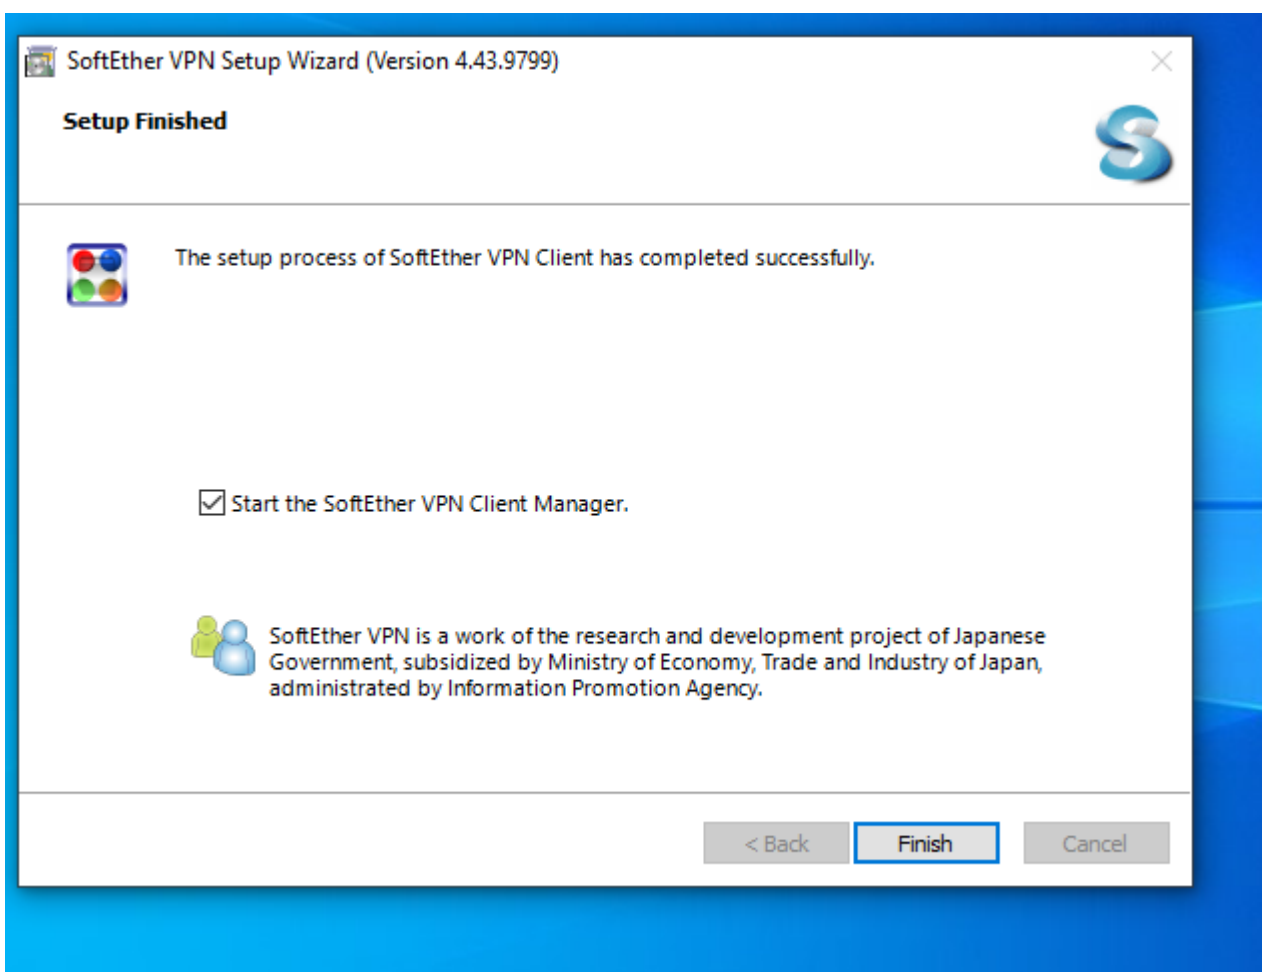 SoftEther VPN Setup Wizard (Version 4.43.9799)
Setup Finished
The setup process of SoftEther VPN Client has completed successfully.
Start the SoftEther VPN Client Manager.
SoftEther VPN is a work of the research and development project of Japanese
Government, subsidized by Ministry of Economy, Trade and Industry of Japan,
administrated by Information Promotion Agency.
< Back
Finish
Cancel